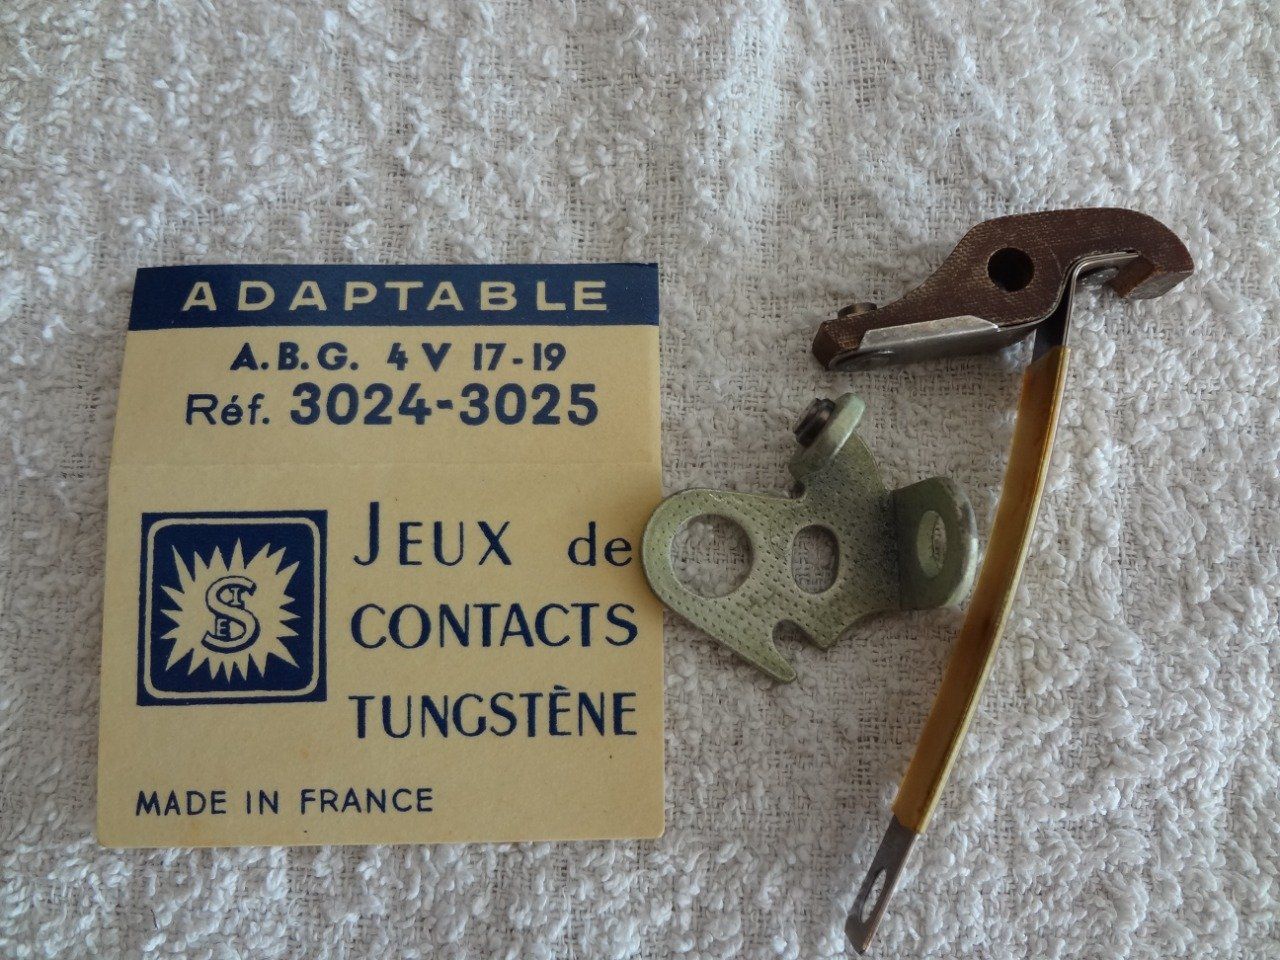 ADAPTABLE
A.B.G. 4 V 17-19
Réf. 3024-3025
JEUX de
CONTACTS
TUNGSTÈNE
MADE IN FRANCE